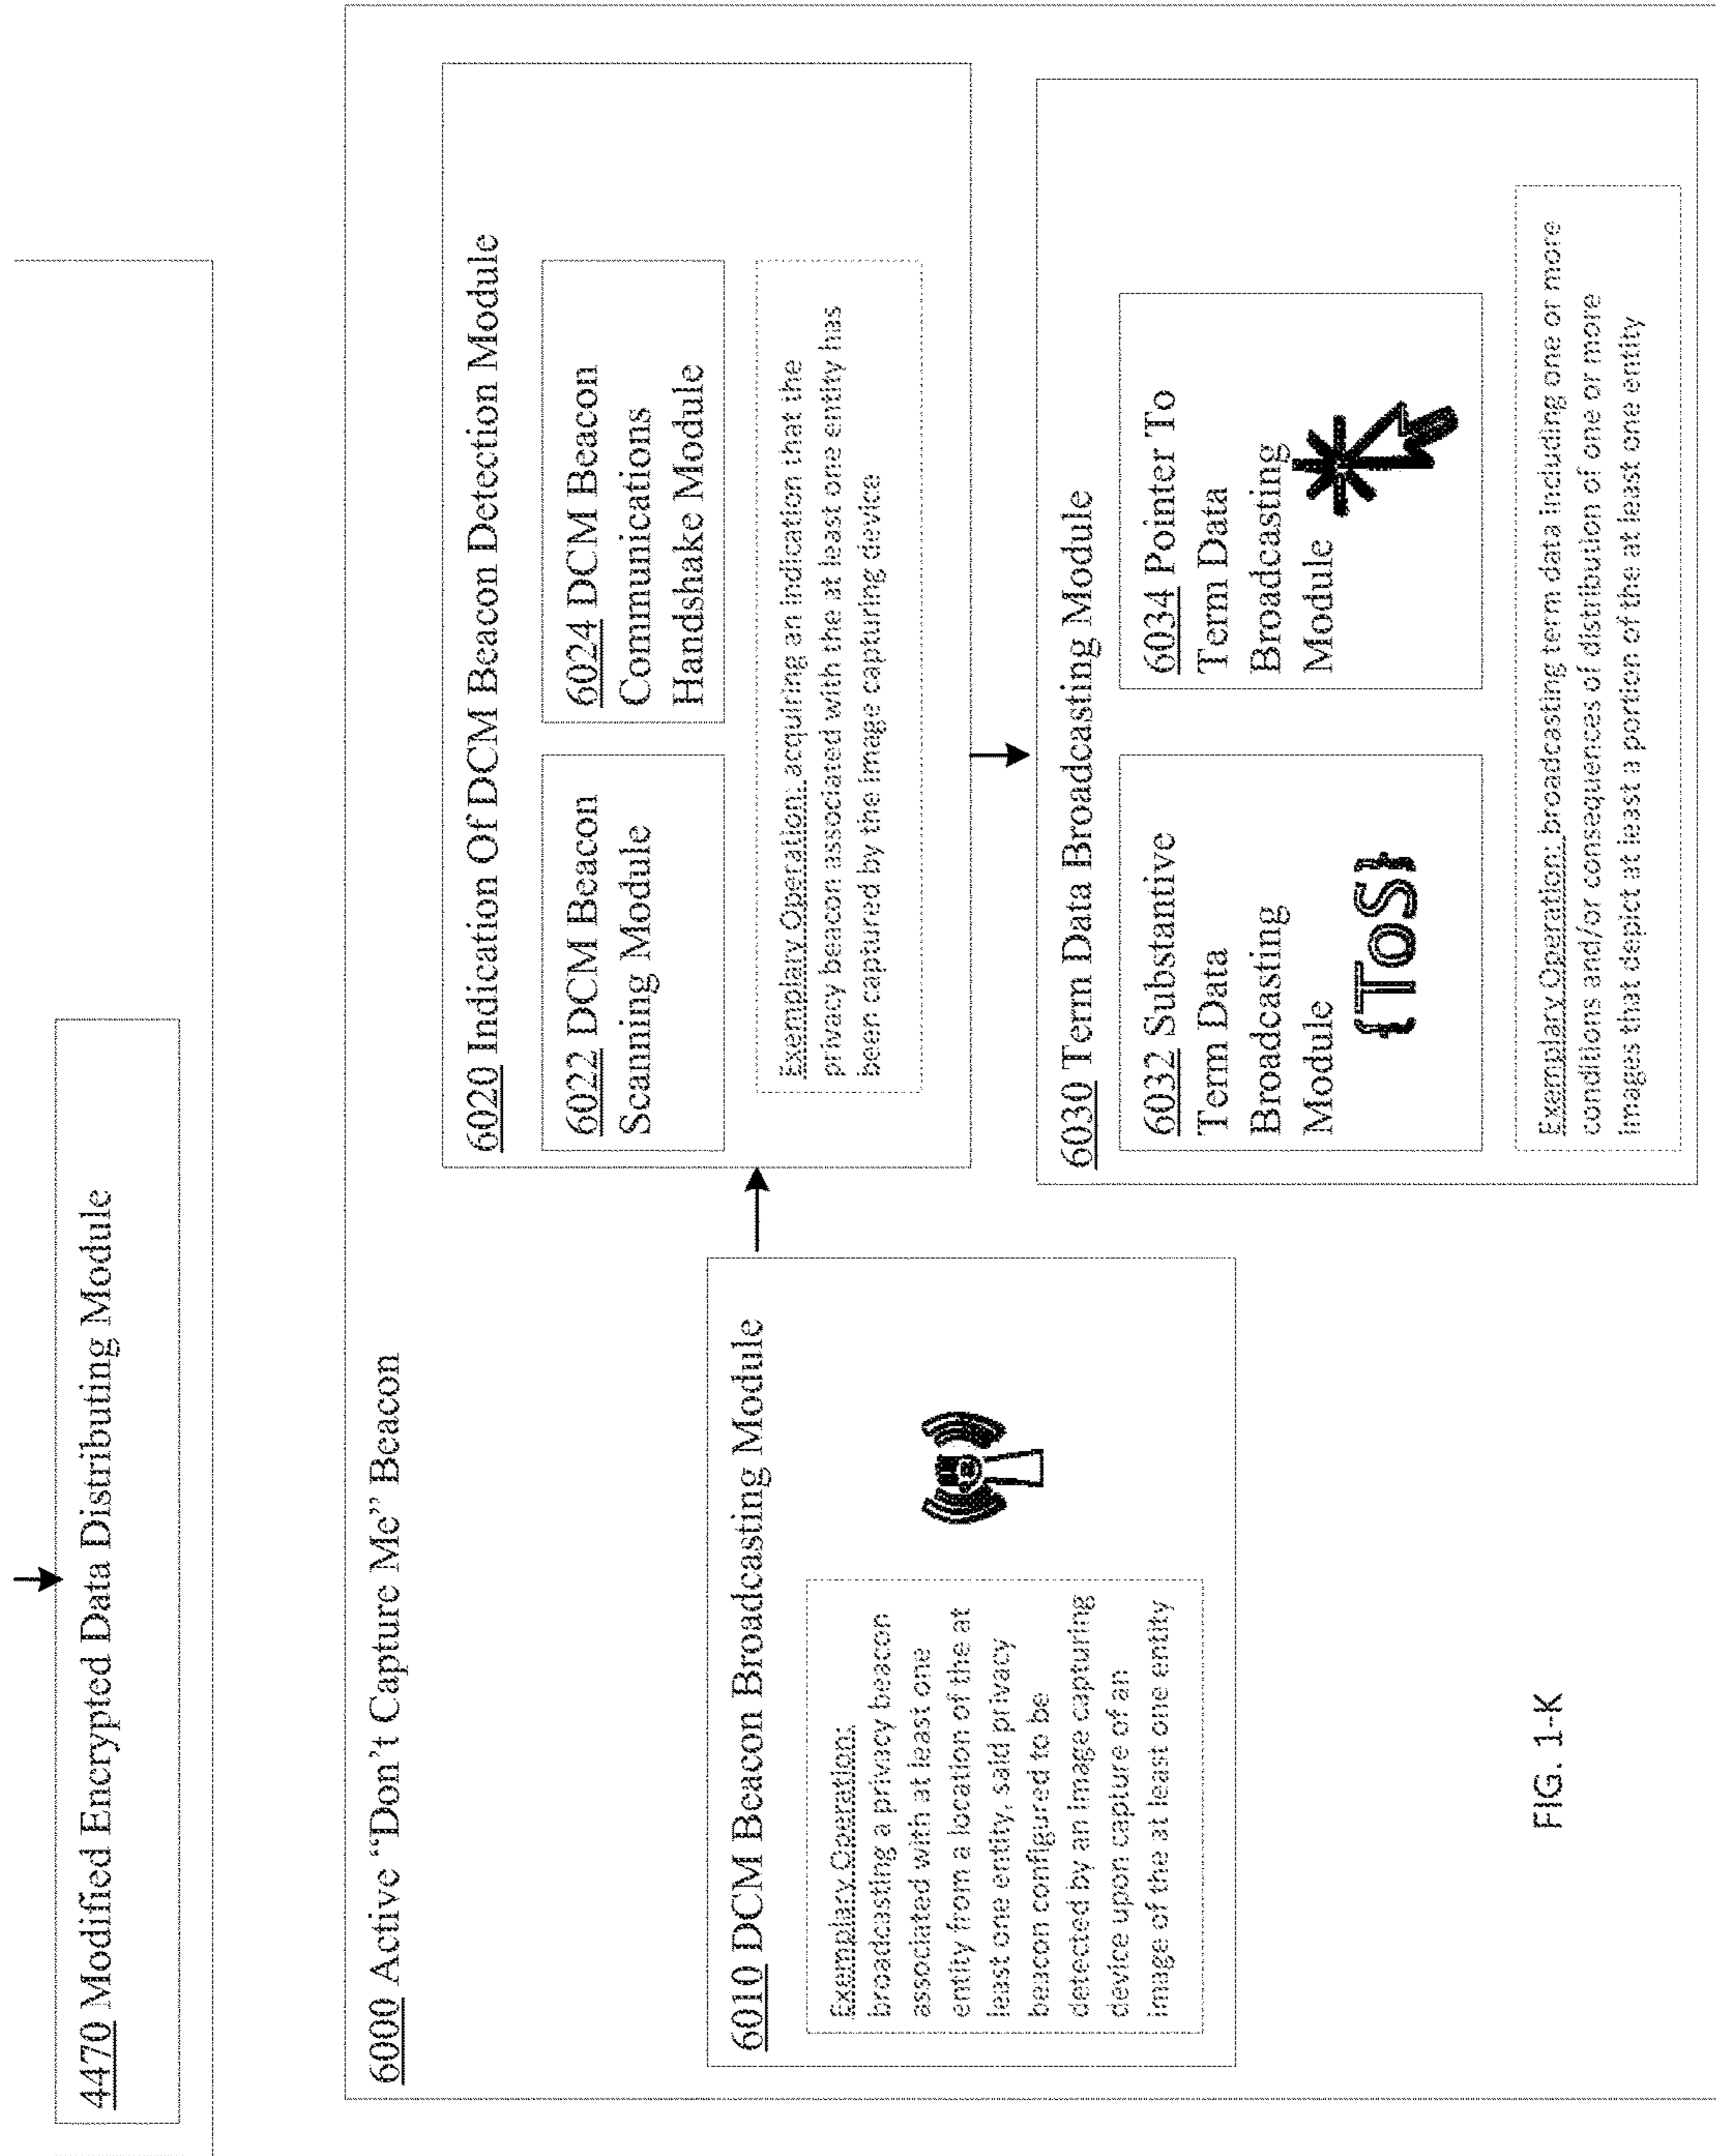 4470 Modified Encrypted Data Distributing Module
6000 Active “Don’t Capture Me” Beacon
6010 DCM Beacon Broadcasting Module
Exemplary Operation:
broadcasting a privacy beacon
associated with at least one
entity from a location of the at
least one entity, said privacy
beacon configured to be
detected by an image capturing
device upon capture of an
image of the at least one entity
6020 Indication Of DCM Beacon Detection Module
6022 DCM Beacon
Scanning Module
6024 DCM Beacon
Communications
Handshake Module
Exemplary Operation: acquiring an indication that the
privacy beacon associated with the at least one entity has
been captured by the image capturing device
6030 Term Data Broadcasting Module
6032 Substantive
Term Data
Broadcasting
Module
{ToS}
6034 Pointer To
Term Data
Broadcasting
Module
Exemplary Operation: broadcasting term data including one or more
conditions and/or consequences of distribution of one or more
images that depict at least a portion of the at least one entity
FIG. 1-K